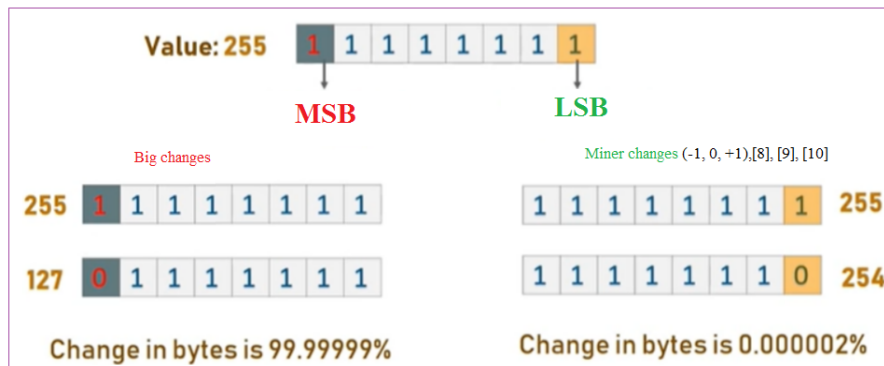 Value: 255 1 1 1 1 1 1 1 1
MSB LSB
Big changes Miner changes (-1, 0, +1),[8], [9], [10]
255 1 1 1 1 1 1 1 1 1 1 1 1 1 1 1 1 255
127 0 1 1 1 1 1 1 1 1 1 1 1 1 1 1 0 254
Change in bytes is 99.99999% Change in bytes is 0.000002%